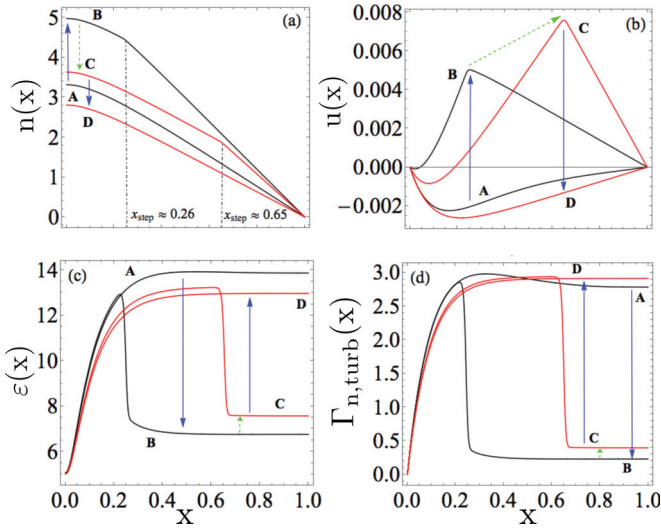 (a)
B
C
A
D
5
4
3
2
1
0
n(x)
x_step ≈ 0.26
x_step ≈ 0.65
(b)
C
B
A
D
0.008
0.006
0.004
0.002
0.000
−0.002
u(x)
(c)
A
D
C
B
14
12
10
8
6
ε(x)
0.0 0.2 0.4 0.6 0.8 1.0
x
(d)
D
A
C
B
3.0
2.5
2.0
1.5
1.0
0.5
0.0
Γn,turb(x)
0.0 0.2 0.4 0.6 0.8 1.0
x